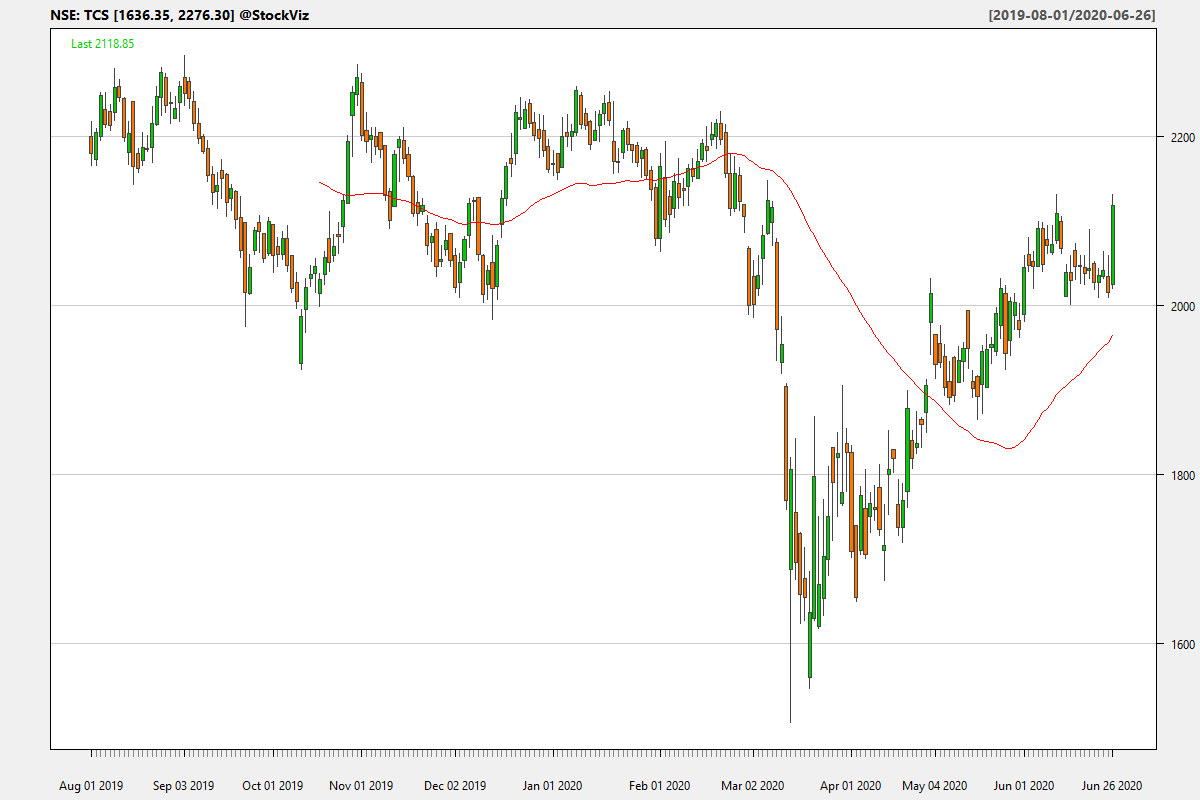 NSE: TCS [1636.35, 2276.30] @StockViz
[2019-08-01/2020-06-26]
Last 2118.85
2200
2000
1800
1600
Aug 01 2019 Sep 03 2019 Oct 01 2019 Nov 01 2019 Dec 02 2019 Jan 01 2020 Feb 01 2020 Mar 02 2020 Apr 01 2020 May 04 2020 Jun 01 2020 Jun 26 2020